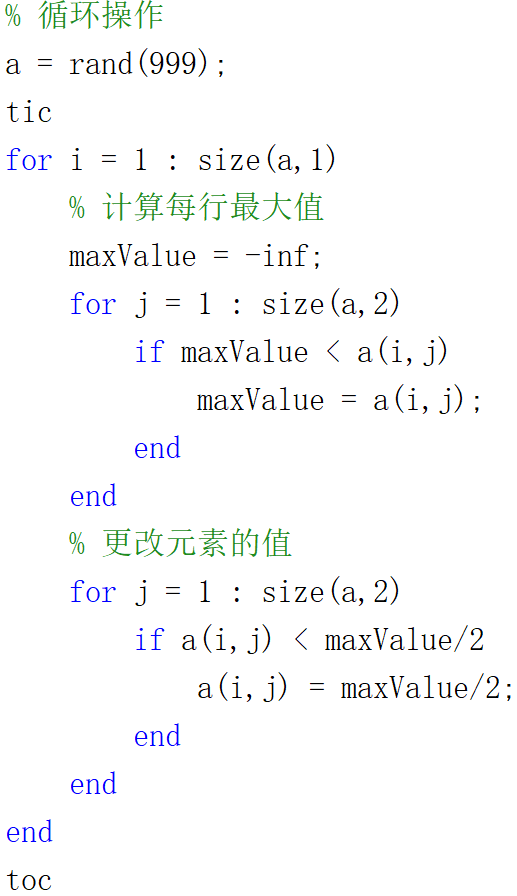 % 循环操作
a = rand(999);
tic
for i = 1 : size(a,1)
    % 计算每行最大值
    maxValue = -inf;
    for j = 1 : size(a,2)
        if maxValue < a(i,j)
            maxValue = a(i,j);
        end
    end
    % 更改元素的值
    for j = 1 : size(a,2)
        if a(i,j) < maxValue/2
            a(i,j) = maxValue/2;
        end
    end
end
toc